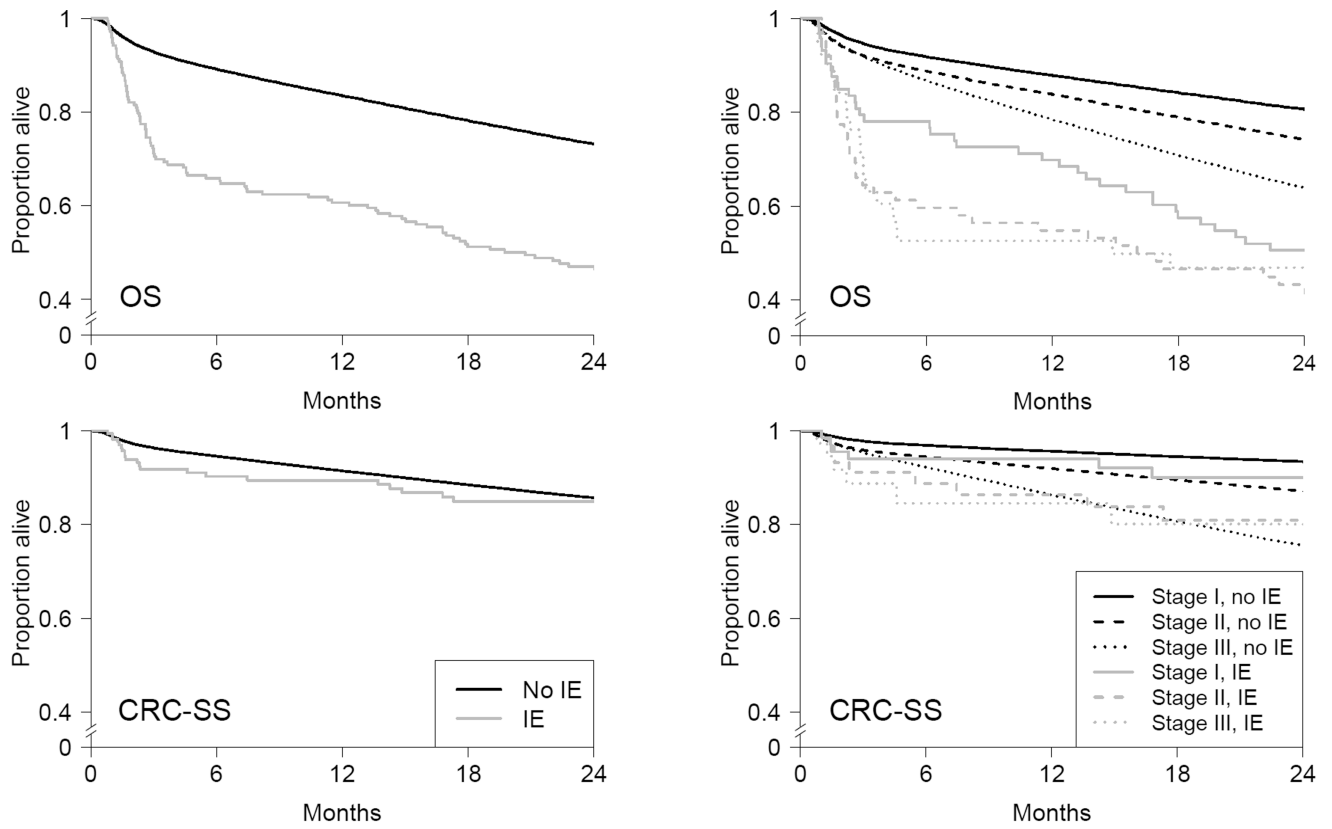 1
0.8
0.6
0.4
0
Proportion alive
OS
0 6 12 18 24
Months
1
0.8
0.6
0.4
0
Proportion alive
OS
0 6 12 18 24
Months
1
0.8
0.6
0.4
0
Proportion alive
CRC-SS
No IE
IE
0 6 12 18 24
Months
1
0.8
0.6
0.4
0
Proportion alive
CRC-SS
Stage I, no IE
Stage II, no IE
Stage III, no IE
Stage I, IE
Stage II, IE
Stage III, IE
0 6 12 18 24
Months